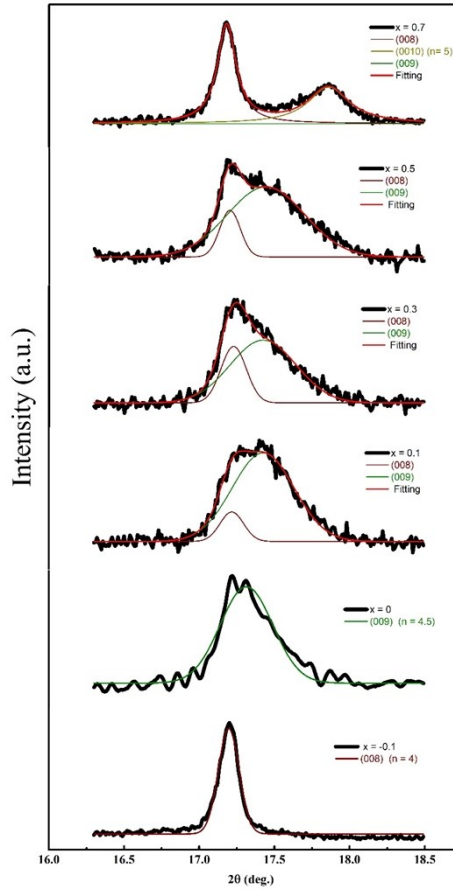 x = 0.7
(008)
(0010) (n= 5)
(009)
Fitting
x = 0.5
(008)
(009)
Fitting
x = 0.3
(008)
(009)
Fitting
x = 0.1
(008)
(009)
Fitting
x = 0
(009) (n = 4.5)
x = -0.1
(008) (n = 4)
Intensity (a.u.)
16.0 16.5 17.0 17.5 18.0 18.5
2θ (deg.)